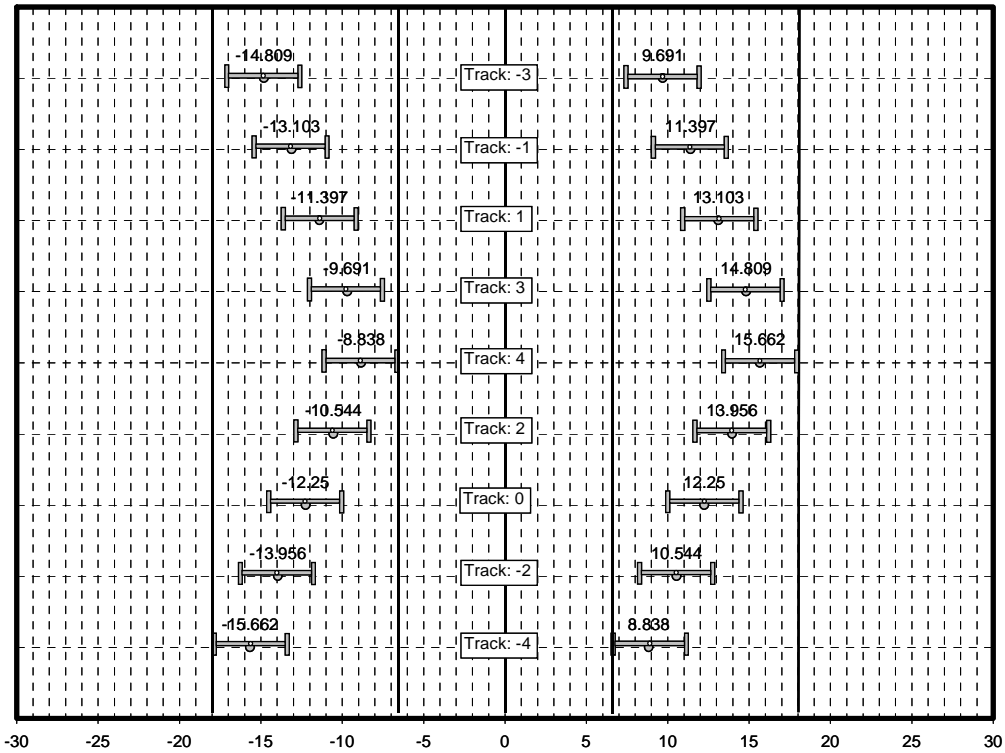 -14.809 9.691
Track: -3
-13.103 11.397
Track: -1
-11.397 13.103
Track: 1
-9.691 14.809
Track: 3
-8.838 15.662
Track: 4
-10.544 13.956
Track: 2
-12.25 12.25
Track: 0
-13.956 10.544
Track: -2
-15.662 8.838
Track: -4
-30 -25 -20 -15 -10 -5 0 5 10 15 20 25 30